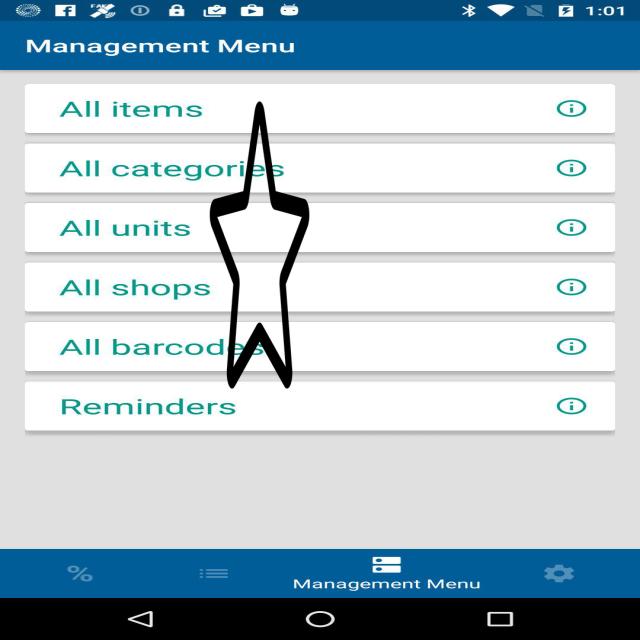 1:01
Management Menu
All items
All categories
All units
All shops
All barcodes
Reminders
%
Management Menu